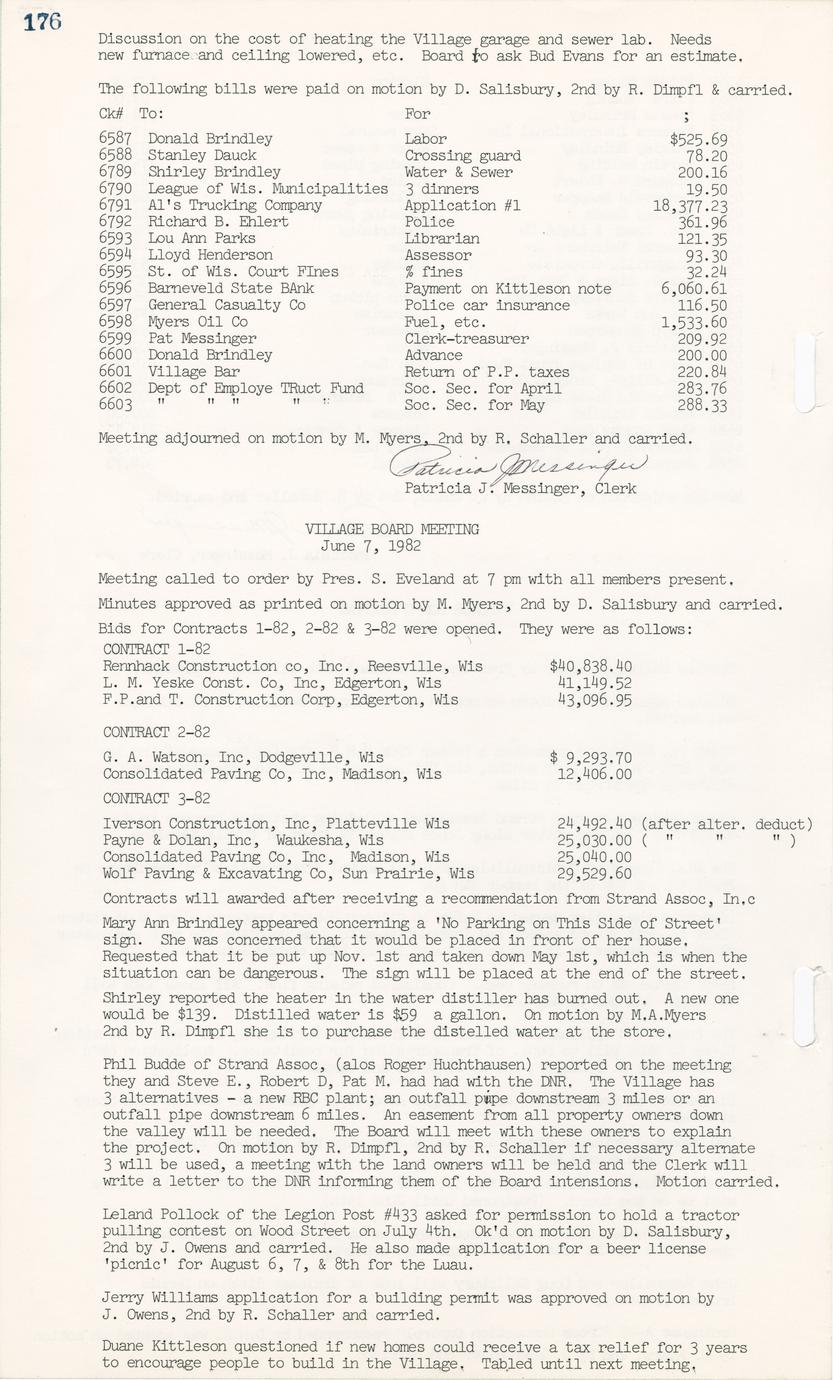 176
Discussion on the cost of heating the Village garage and sewer lab. Needs
new furnace and ceiling lowered, etc. Board to ask Bud Evans for an estimate.
The following bills were paid on motion by D. Salisbury, 2nd by R. Dimpfl & carried.
Ck# To: For ;
6587 Donald Brindley Labor $525.69
6588 Stanley Dauck Crossing guard 78.20
6789 Shirley Brindley Water & Sewer 200.16
6790 League of Wis. Municipalities 3 dinners 19.50
6791 Al's Trucking Company Application #1 18,377.23
6792 Richard B. Ehlert Police 361.96
6593 Lou Ann Parks Librarian 121.35
6594 Lloyd Henderson Assessor 93.30
6595 St. of Wis. Court FInes % fines 32.24
6596 Barneveld State BAnk Payment on Kittleson note 6,060.61
6597 General Casualty Co Police car insurance 116.50
6598 Myers Oil Co Fuel, etc. 1,533.60
6599 Pat Messinger Clerk-treasurer 209.92
6600 Donald Brindley Advance 200.00
6601 Village Bar Return of P.P. taxes 220.84
6602 Dept of Employe TRuct Fund Soc. Sec. for April 283.76
6603 " " " " " Soc. Sec. for May 288.33
Meeting adjourned on motion by M. Myers, 2nd by R. Schaller and carried.
Patricia J Messinger
Patricia J. Messinger, Clerk
VILLAGE BOARD MEETING
June 7, 1982
Meeting called to order by Pres. S. Eveland at 7 pm with all members present.
Minutes approved as printed on motion by M. Myers, 2nd by D. Salisbury and carried.
Bids for Contracts 1-82, 2-82 & 3-82 were opened. They were as follows:
CONTRACT 1-82
Rennhack Construction co, Inc., Reesville, Wis $40,838.40
L. M. Yeske Const. Co, Inc, Edgerton, Wis 41,149.52
F.P.and T. Construction Corp, Edgerton, Wis 43,096.95
CONTRACT 2-82
G. A. Watson, Inc, Dodgeville, Wis $ 9,293.70
Consolidated Paving Co, Inc, Madison, Wis 12,406.00
CONTRACT 3-82
Iverson Construction, Inc, Platteville Wis 24,492.40 (after alter. deduct)
Payne & Dolan, Inc, Waukesha, Wis 25,030.00 ( " " " )
Consolidated Paving Co, Inc, Madison, Wis 25,040.00
Wolf Paving & Excavating Co, Sun Prairie, Wis 29,529.60
Contracts will awarded after receiving a recommendation from Strand Assoc, In.c
Mary Ann Brindley appeared concerning a 'No Parking on This Side of Street'
sign. She was concerned that it would be placed in front of her house.
Requested that it be put up Nov. 1st and taken down May 1st, which is when the
situation can be dangerous. The sign will be placed at the end of the street.
Shirley reported the heater in the water distiller has burned out. A new one
would be $139. Distilled water is $59 a gallon. On motion by M.A.Myers
2nd by R. Dimpfl she is to purchase the distelled water at the store.
Phil Budde of Strand Assoc, (alos Roger Huchthausen) reported on the meeting
they and Steve E., Robert D, Pat M. had had with the DNR. The Village has
3 alternatives - a new RBC plant; an outfall pipe downstream 3 miles or an
outfall pipe downstream 6 miles. An easement from all property owners down
the valley will be needed. The Board will meet with these owners to explain
the project. On motion by R. Dimpfl, 2nd by R. Schaller if necessary alternate
3 will be used, a meeting with the land owners will be held and the Clerk will
write a letter to the DNR informing them of the Board intensions. Motion carried.
Leland Pollock of the Legion Post #433 asked for permission to hold a tractor
pulling contest on Wood Street on July 4th. Ok'd on motion by D. Salisbury,
2nd by J. Owens and carried. He also made application for a beer license
'picnic' for August 6, 7, & 8th for the Luau.
Jerry Williams application for a building permit was approved on motion by
J. Owens, 2nd by R. Schaller and carried.
Duane Kittleson questioned if new homes could receive a tax relief for 3 years
to encourage people to build in the Village. Tabled until next meeting.